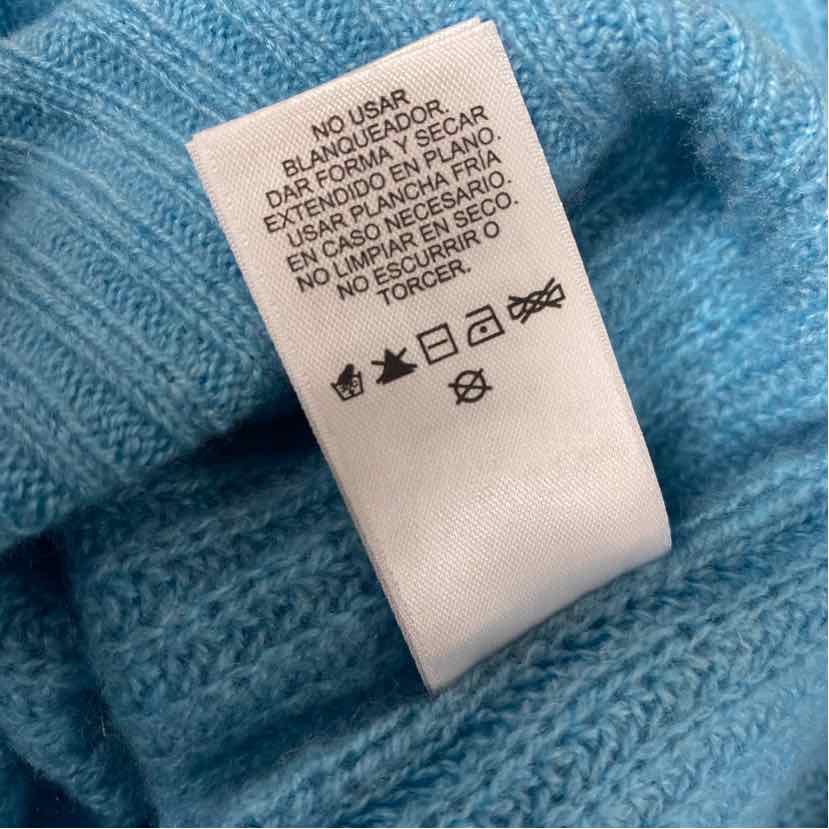 NO USAR
BLANQUEADOR.
DAR FORMA Y SECAR
EXTENDIDO EN PLANO.
USAR PLANCHA FRÍA
EN CASO NECESARIO.
NO LIMPIAR EN SECO.
NO ESCURRIR O
TORCER.